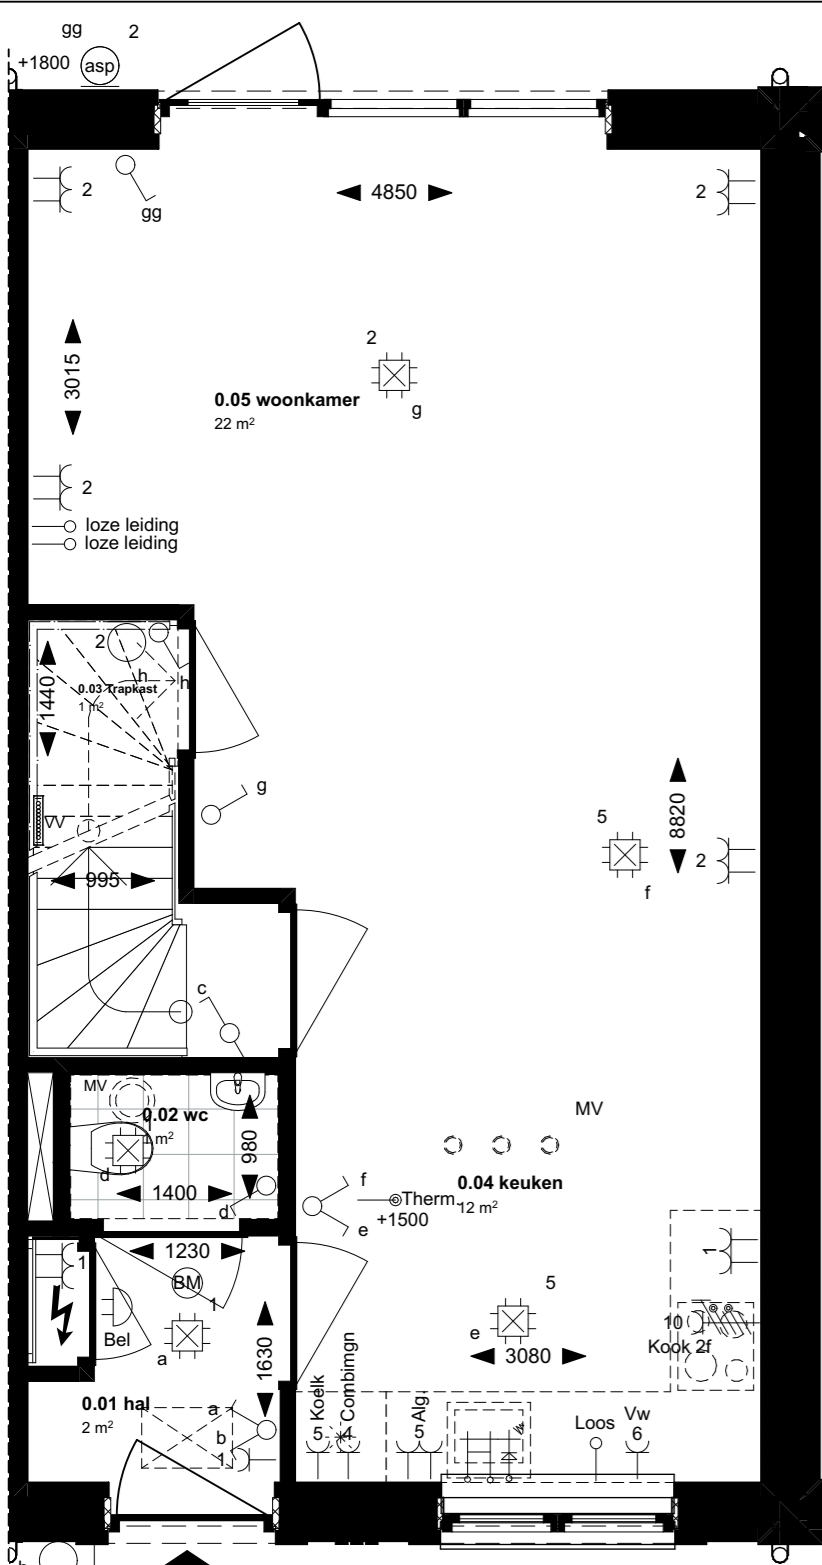 gg 2
+1800 asp
2
gg
4850
2
3015
2
0.05 woonkamer
22 m²
g
2
loze leiding
loze leiding
2
h
h
0.03 Trapkast
1 m²
1440
g
VV
995
5
8820
2
f
c
MV
0.02 wc
1 m²
d
980
1400
d
MV
f
Therm.
+1500
e
0.04 keuken
12 m²
1
1230
BM
1
1
Bel
a
1630
5
e
3080
10
Kook 2f
0.01 hal
2 m²
a
b
1
Koelk
5
Combimgn
4
Alg.
5
Loos
Vw
6